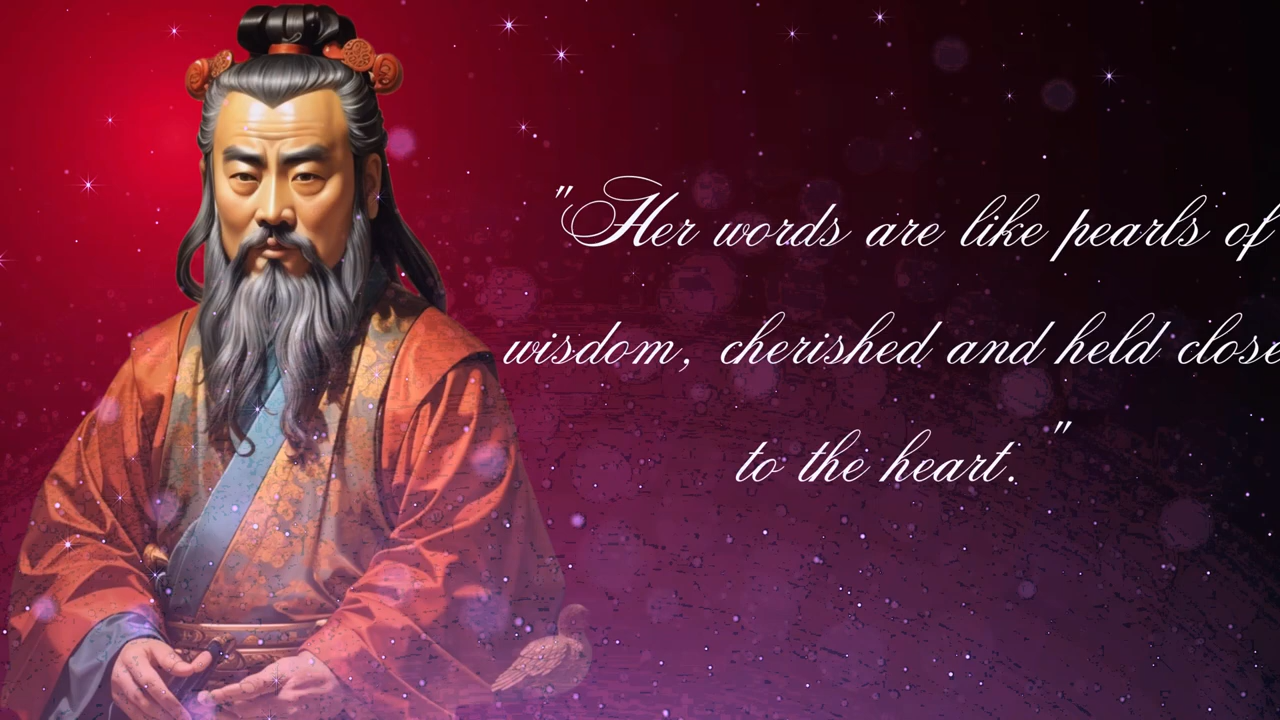 "Her words are like pearls of
wisdom, cherished and held close
to the heart. "